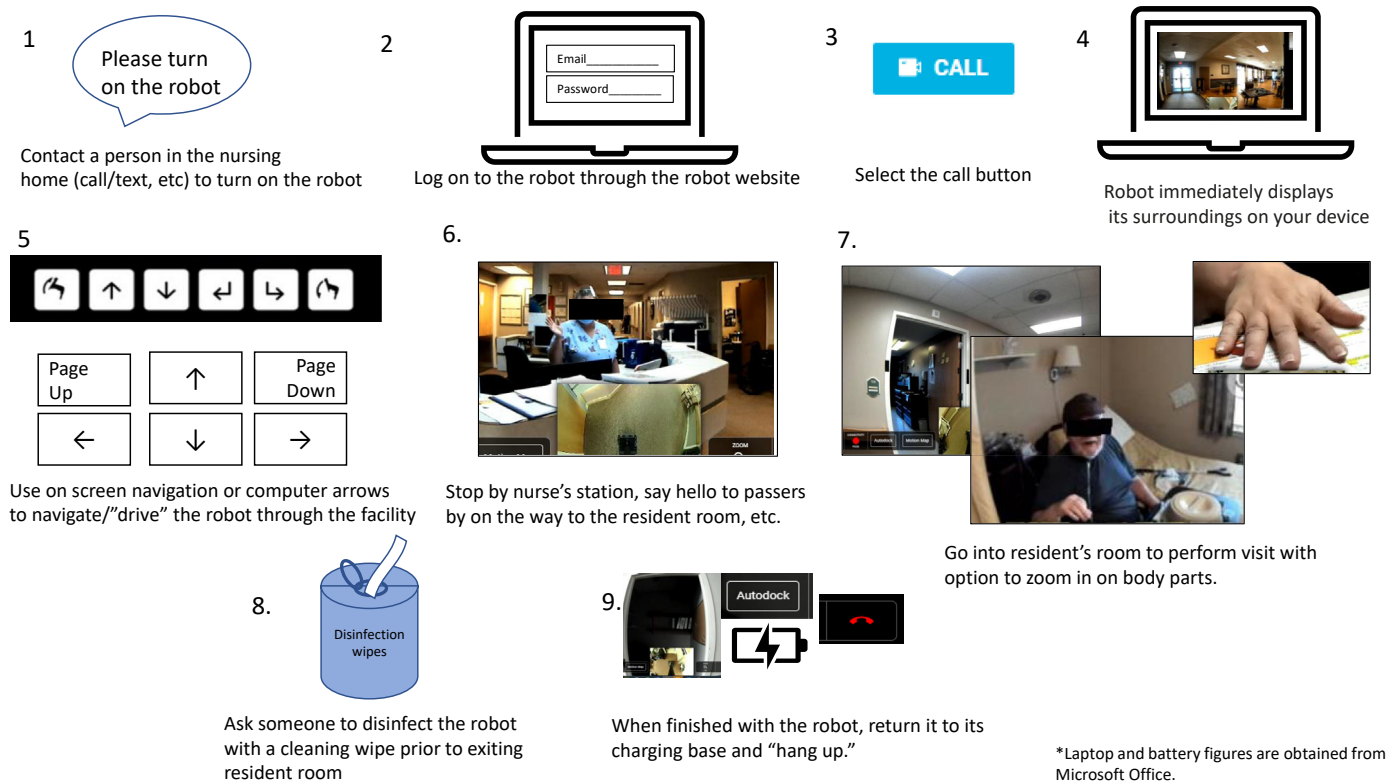 1
Please turn
on the robot
Contact a person in the nursing
home (call/text, etc) to turn on the robot
2
Email___________
Password________
Log on to the robot through the robot website
3
CALL
Select the call button
4
Robot immediately displays
its surroundings on your device
5
Page
Up
Page
Down
Use on screen navigation or computer arrows
to navigate/”drive” the robot through the facility
6.
ZOOM
Stop by nurse’s station, say hello to passers
by on the way to the resident room, etc.
7.
Autodock
Motion Map
Go into resident’s room to perform visit with
option to zoom in on body parts.
8.
Disinfection
wipes
Ask someone to disinfect the robot
with a cleaning wipe prior to exiting
resident room
9.
Autodock
When finished with the robot, return it to its
charging base and “hang up.”
*Laptop and battery figures are obtained from
Microsoft Office.